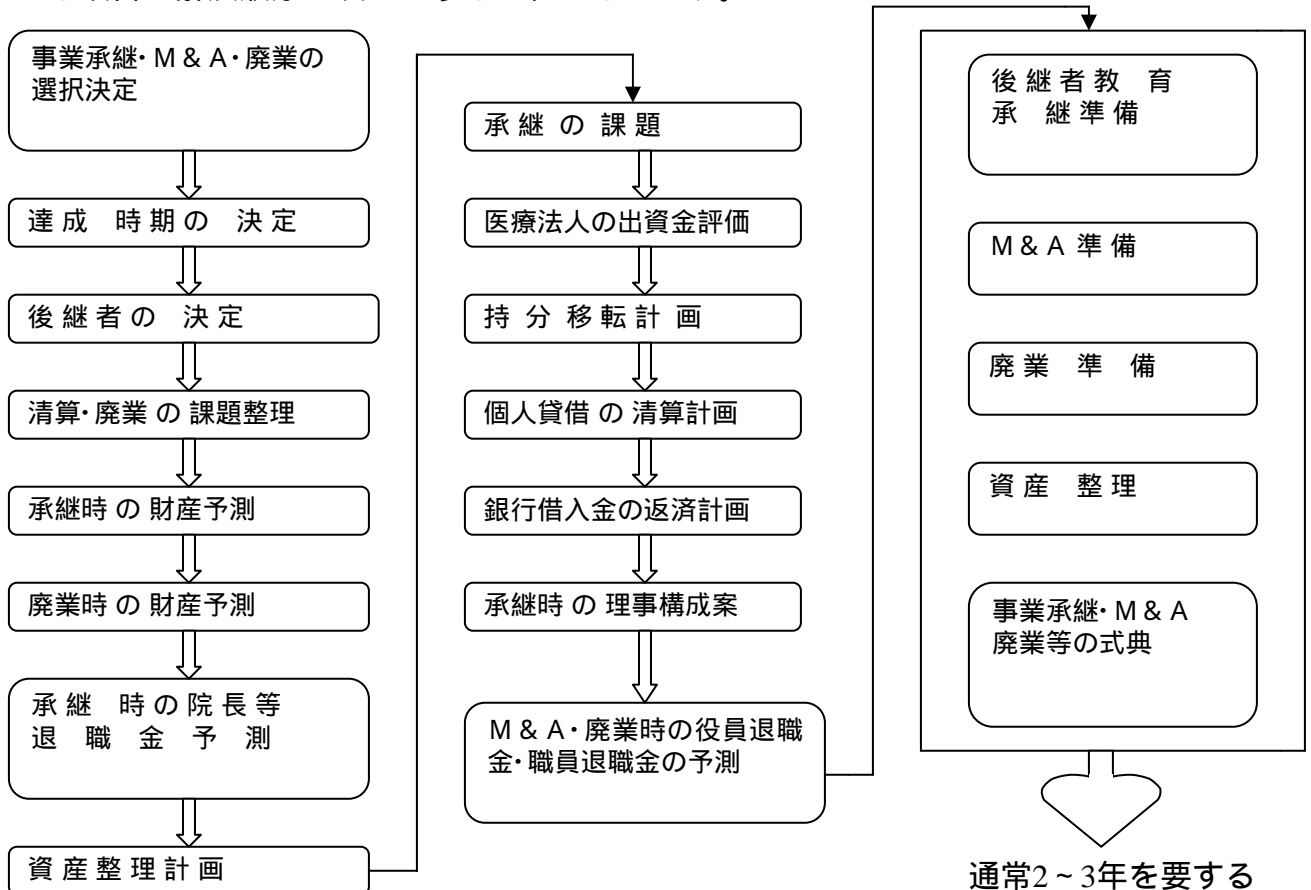 事業承継・M & A・廃業の
選択決定
達成 時期の 決定
後継者の 決定
清算・廃業の課題整理
承継時の財産予測
廃業時の財産予測
承継 時の院長等
退 職 金 予 測
資産整理計画
承継の課題
医療法人の出資金評価
持分移転計画
個人貸借の清算計画
銀行借入金の返済計画
承継時の理事構成案
M & A・廃業時の役員退職
金・職員退職金の予測
後継者教 育
承 継準備
M & A 準備
廃業 準 備
資産 整理
事業承継・M & A
廃業等の式典
通常2~3年を要する